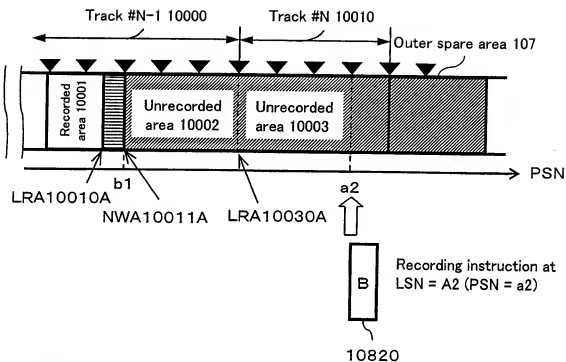 Track #N-1 10000
Track #N 10010
Outer spare area 107
Recorded
area 10001
Unrecorded
area 10002
Unrecorded
area 10003
PSN
b1
a2
LRA10010A
NWA10011A
LRA10030A
B
Recording instruction at
LSN = A2 (PSN = a2)
10820